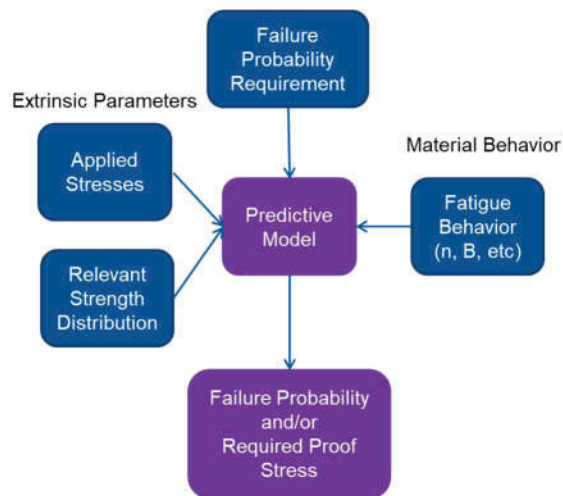 Failure
Probability
Requirement
Extrinsic Parameters
Applied
Stresses
Material Behavior
Predictive
Model
Fatigue
Behavior
(n, B, etc)
Relevant
Strength
Distribution
Failure Probability
and/or
Required Proof
Stress